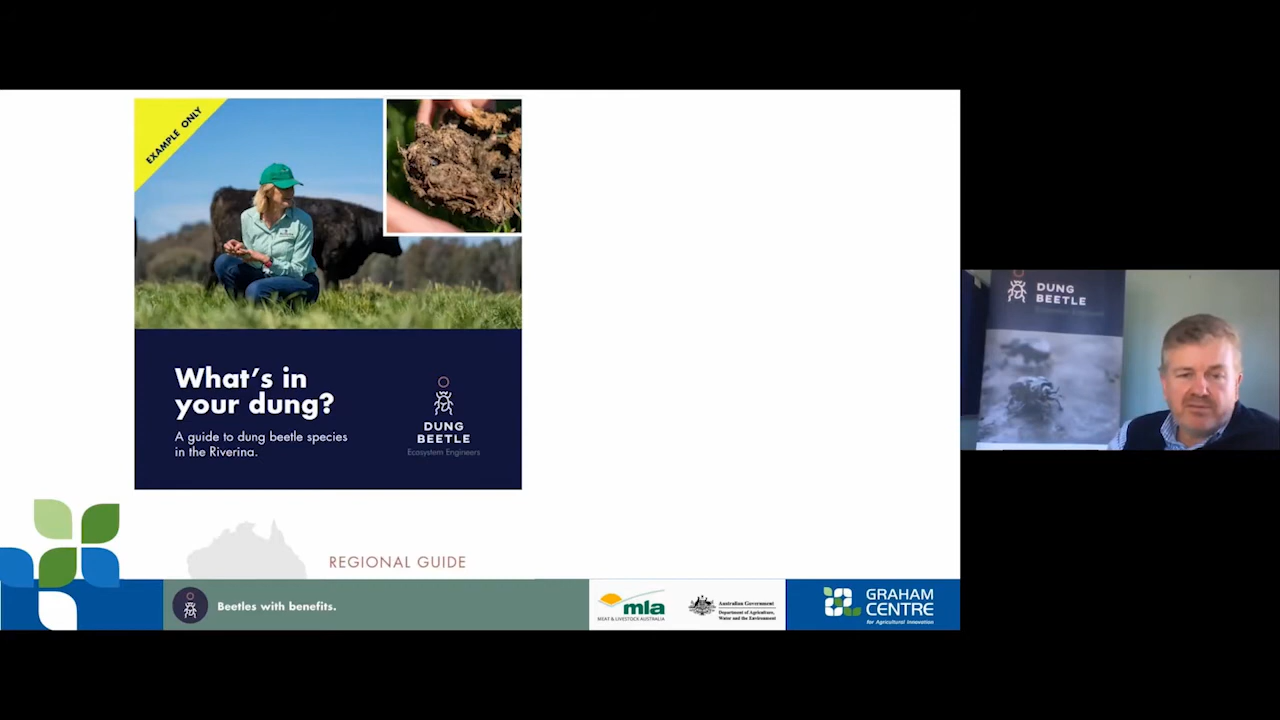 EXAMPLE ONLY
What's in
your dung?
A guide to dung beetle species
in the Riverina.
DUNG
BEETLE
Ecosystem Engineers
REGIONAL GUIDE
Beetles with benefits.
mla
MEAT & LIVESTOCK AUSTRALIA
Australian Government
Department of Agriculture,
Water and the Environment
GRAHAM
CENTRE
for Agricultural Innovation
DUNG
BEETLE
Ecosystem Engineers